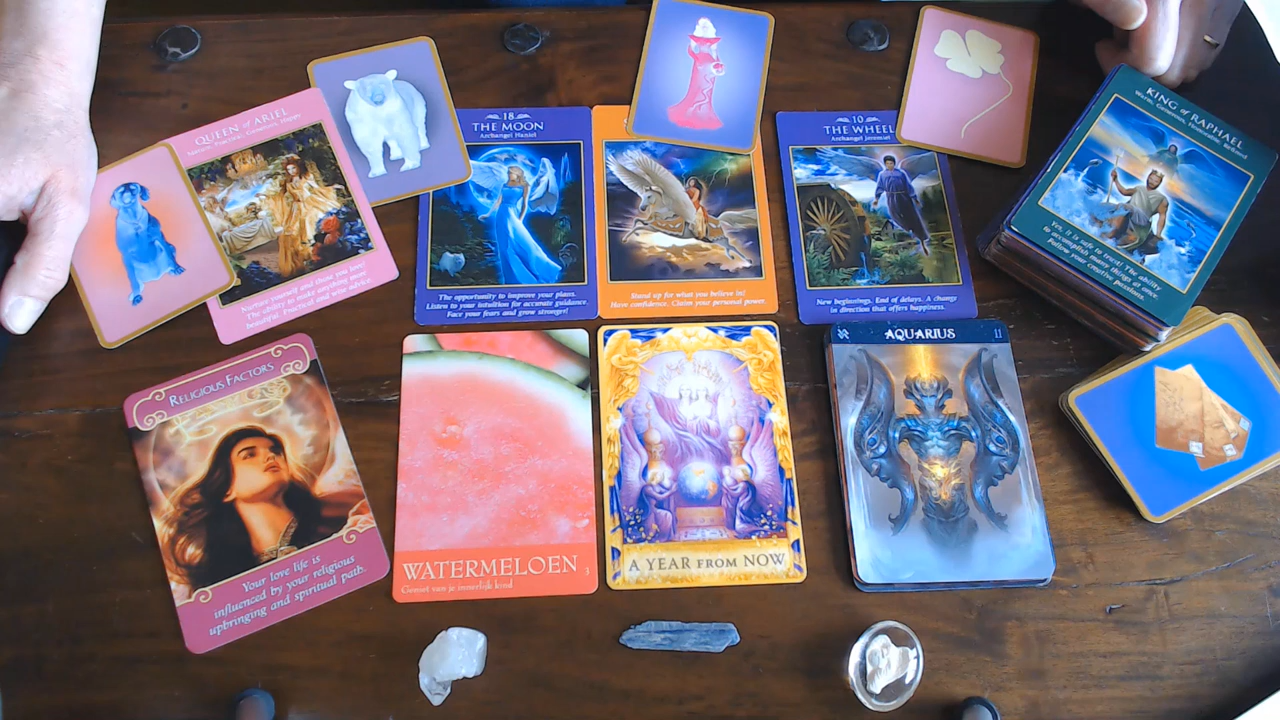 QUEEN of ARIEL
Nurture yourself and those you love!
The ability to make anything more
beautiful. Practical and wise advice.
18
THE MOON
Archangel Haniel
The opportunity to improve your plans.
Listen to your intuition for accurate guidance.
Face your fears and grow stronger!
Stand up for what you believe in!
Have confidence. Claim your personal power.
10
THE WHEEL
Archangel Jeremiel
New beginnings. End of delays. A change
in direction that offers happiness.
KING of RAPHAEL
Warm, Generous, Honorable, Refined
Yes, it is safe to trust! The ability
to accomplish many things at once.
Follow your creative passions.
RELIGIOUS FACTORS
Your love life is
influenced by your religious
upbringing and spiritual path.
WATERMELOEN 3
Geniet van je innerlijk kind
A YEAR FROM NOW
AQUARIUS 11